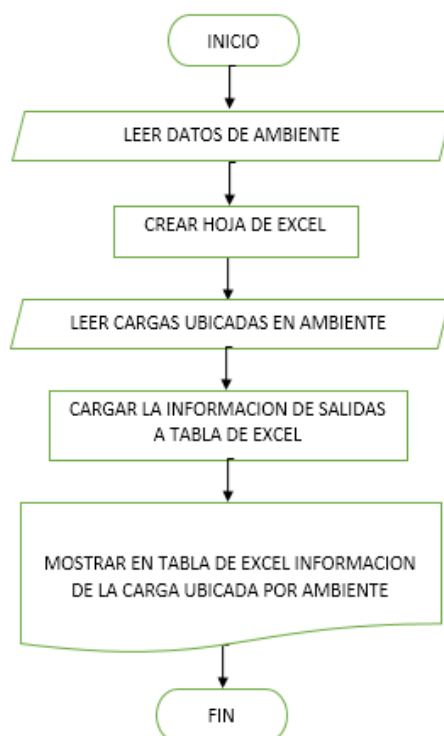 INICIO
LEER DATOS DE AMBIENTE
CREAR HOJA DE EXCEL
LEER CARGAS UBICADAS EN AMBIENTE
CARGAR LA INFORMACION DE SALIDAS
A TABLA DE EXCEL
MOSTRAR EN TABLA DE EXCEL INFORMACION
DE LA CARGA UBICADA POR AMBIENTE
FIN